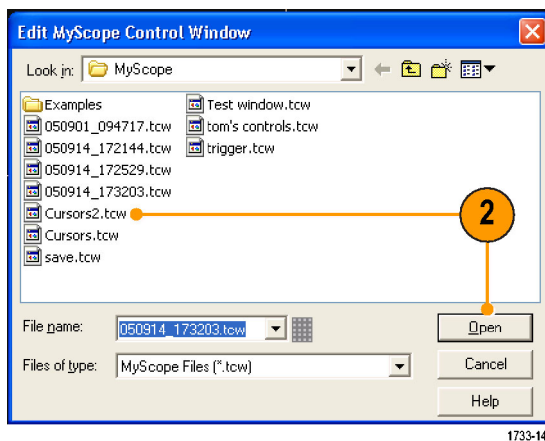 Edit MyScope Control Window
Look in: MyScope
Examples
050901_094717.tcw
050914_172144.tcw
050914_172529.tcw
050914_173203.tcw
Cursors2.tcw
Cursors.tcw
save.tcw
Test window.tcw
tom's controls.tcw
trigger.tcw
2
File name: 050914_173203.tcw Open
Files of type: MyScope Files (*.tcw) Cancel
Help
1733-14